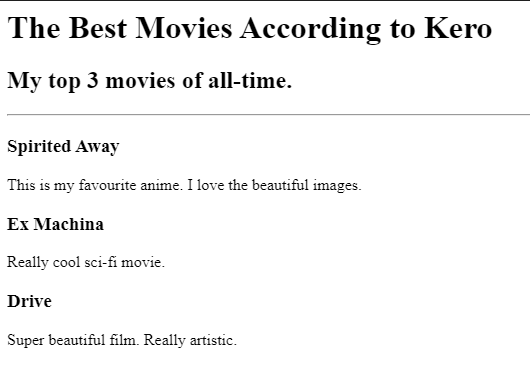 The Best Movies According to Kero
My top 3 movies of all-time.
Spirited Away
This is my favourite anime. I love the beautiful images.
Ex Machina
Really cool sci-fi movie.
Drive
Super beautiful film. Really artistic.